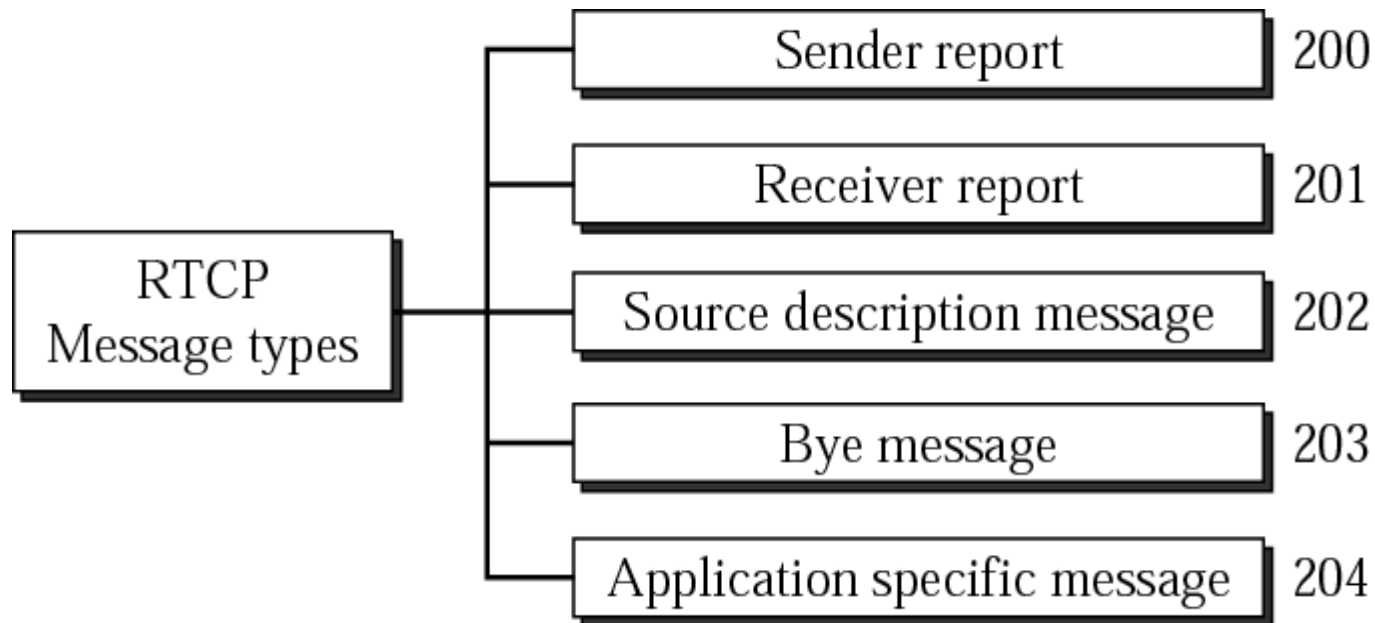 RTCP
Message types
Sender report 200
Receiver report 201
Source description message 202
Bye message 203
Application specific message 204